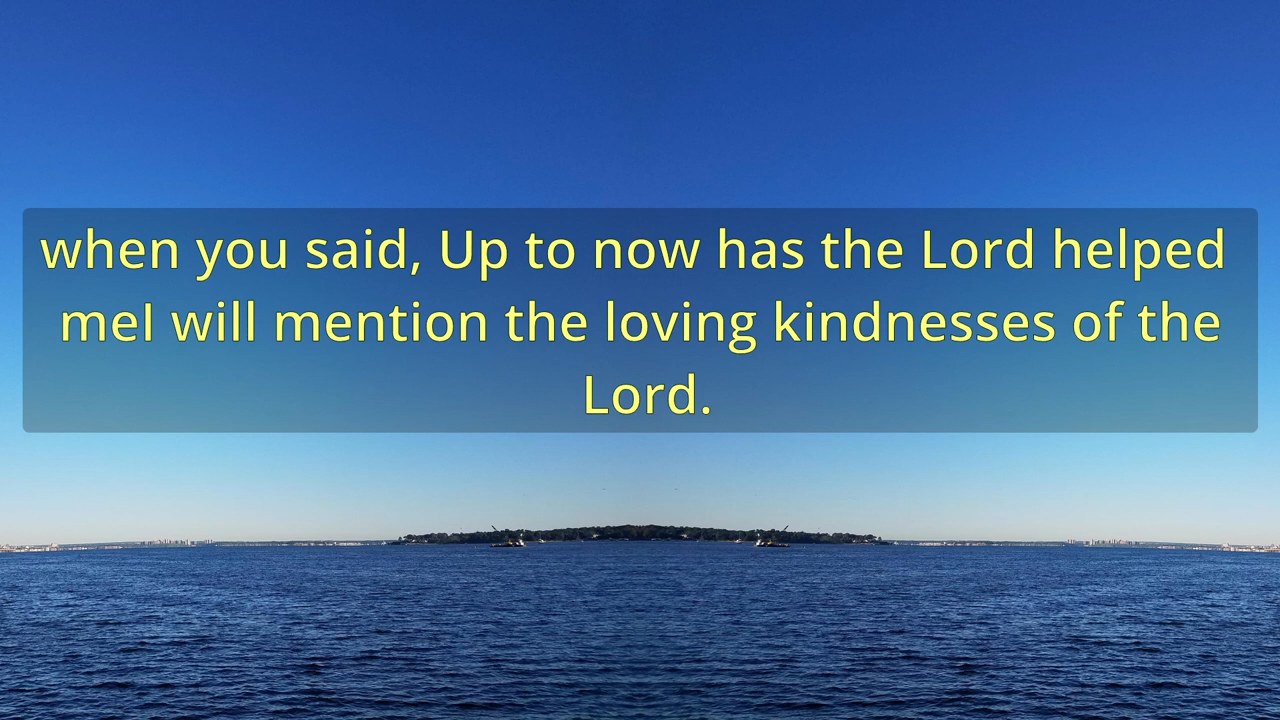 when you said, Up to now has the Lord helped
meI will mention the loving kindnesses of the
Lord.